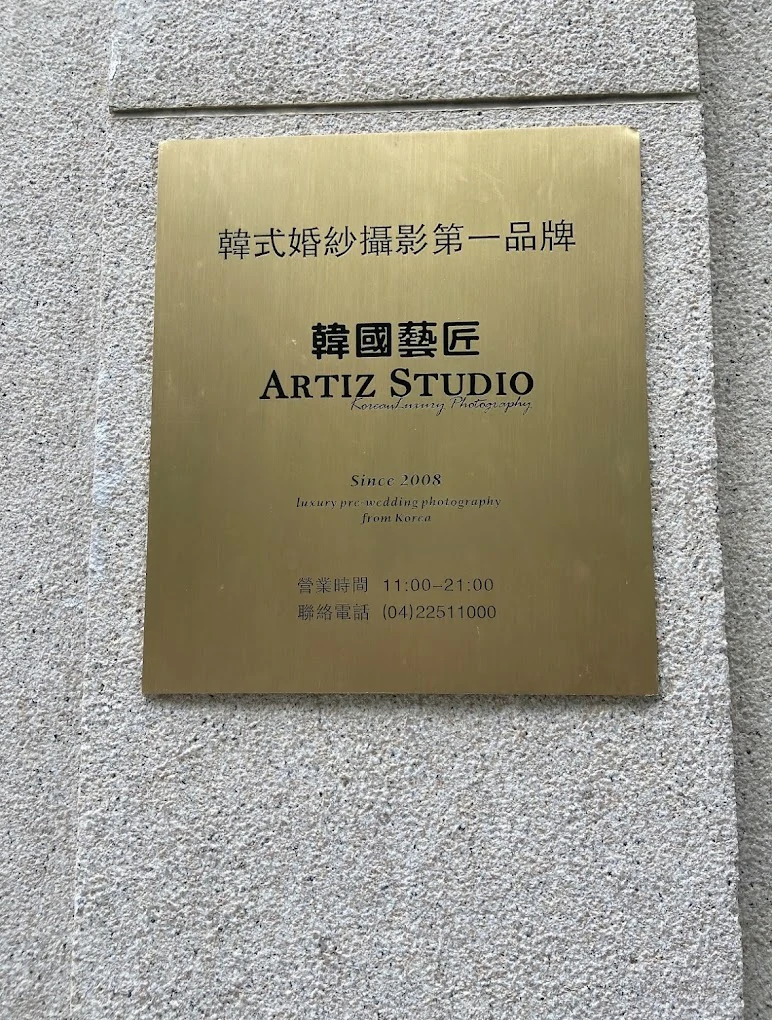 韓式婚紗攝影第一品牌
韓國藝匠
ARTIZ STUDIO
Korean Luxury Photography
Since 2008
luxury pre-wedding photography
from Korea
營業時間 11:00–21:00
聯絡電話 (04)22511000